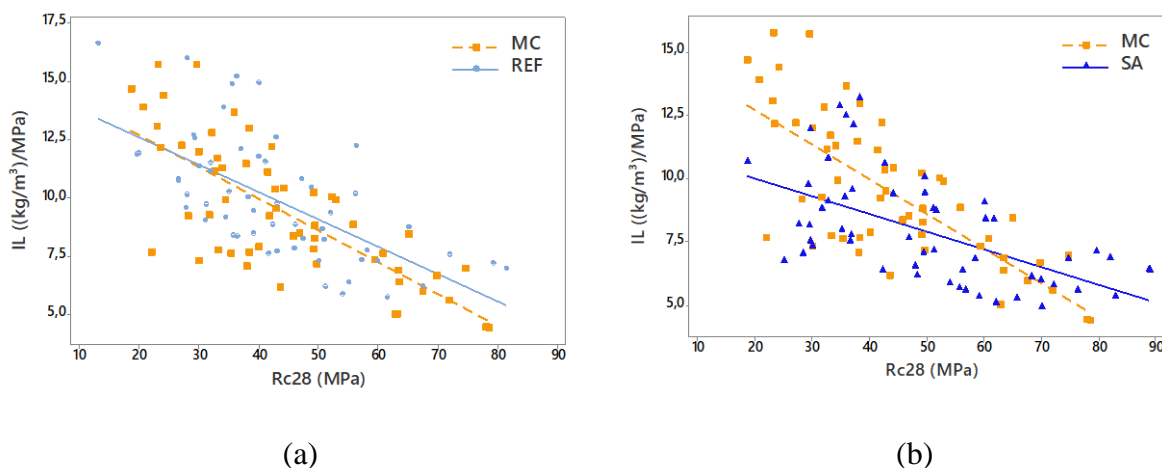 17,5
15,0
12,5
10,0
7,5
5,0
IL ((kg/m³)/MPa)
MC
REF
10 20 30 40 50 60 70 80 90
Rc28 (MPa)
(a)
15,0
12,5
10,0
7,5
5,0
IL ((kg/m³)/MPa)
MC
SA
10 20 30 40 50 60 70 80 90
Rc28 (MPa)
(b)